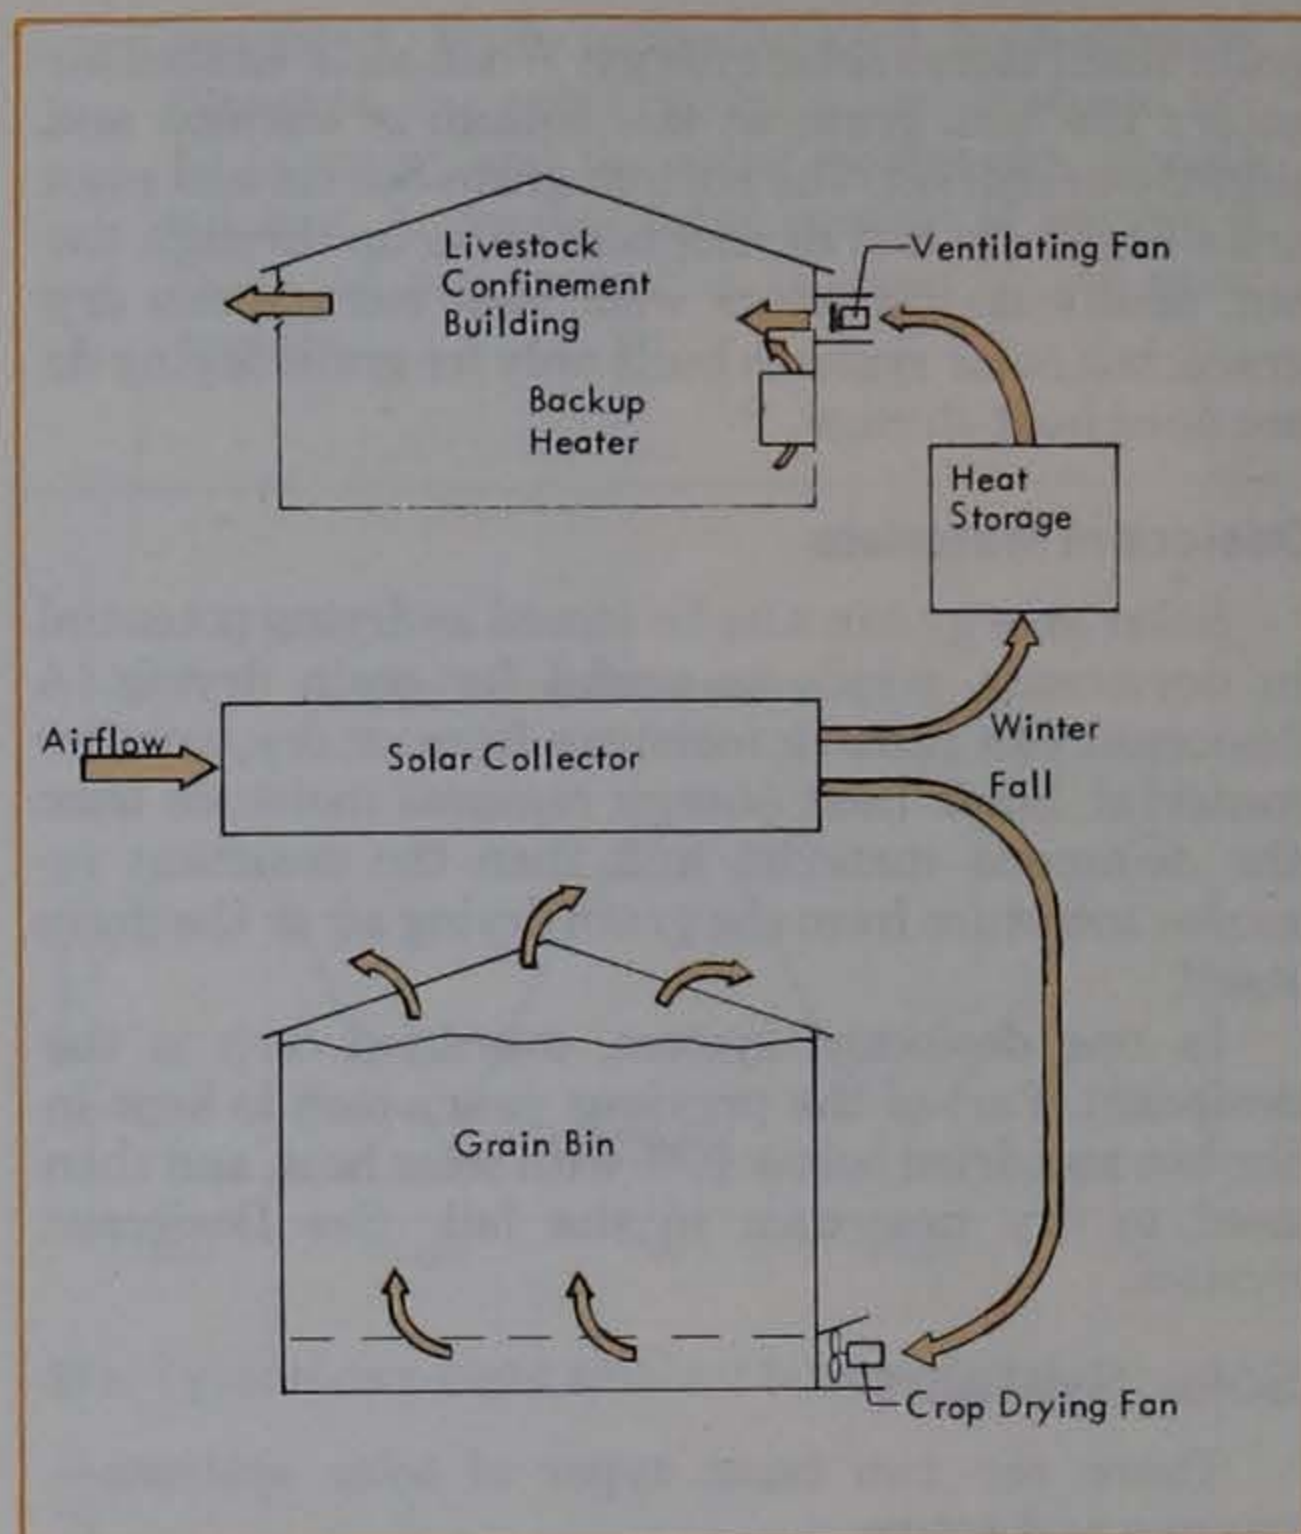 Livestock
Confinement
Building
Ventilating Fan
Backup
Heater
Heat
Storage
Airflow
Solar Collector
Winter
Fall
Grain Bin
Crop Drying Fan